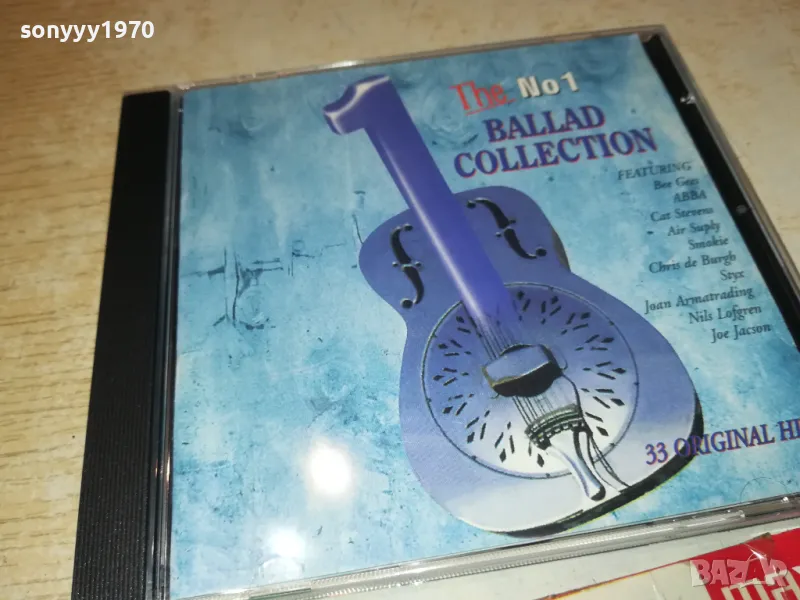 sonyyy1970
The No1
BALLAD
COLLECTION
FEATURING
Bee Gees
ABBA
Cat Stevens
Air Suply
Smokie
Chris de Burgh
Styx
Joan Armatrading
Nils Lofgren
Joe Jacson
33 ORIGINAL HI
BAZAR